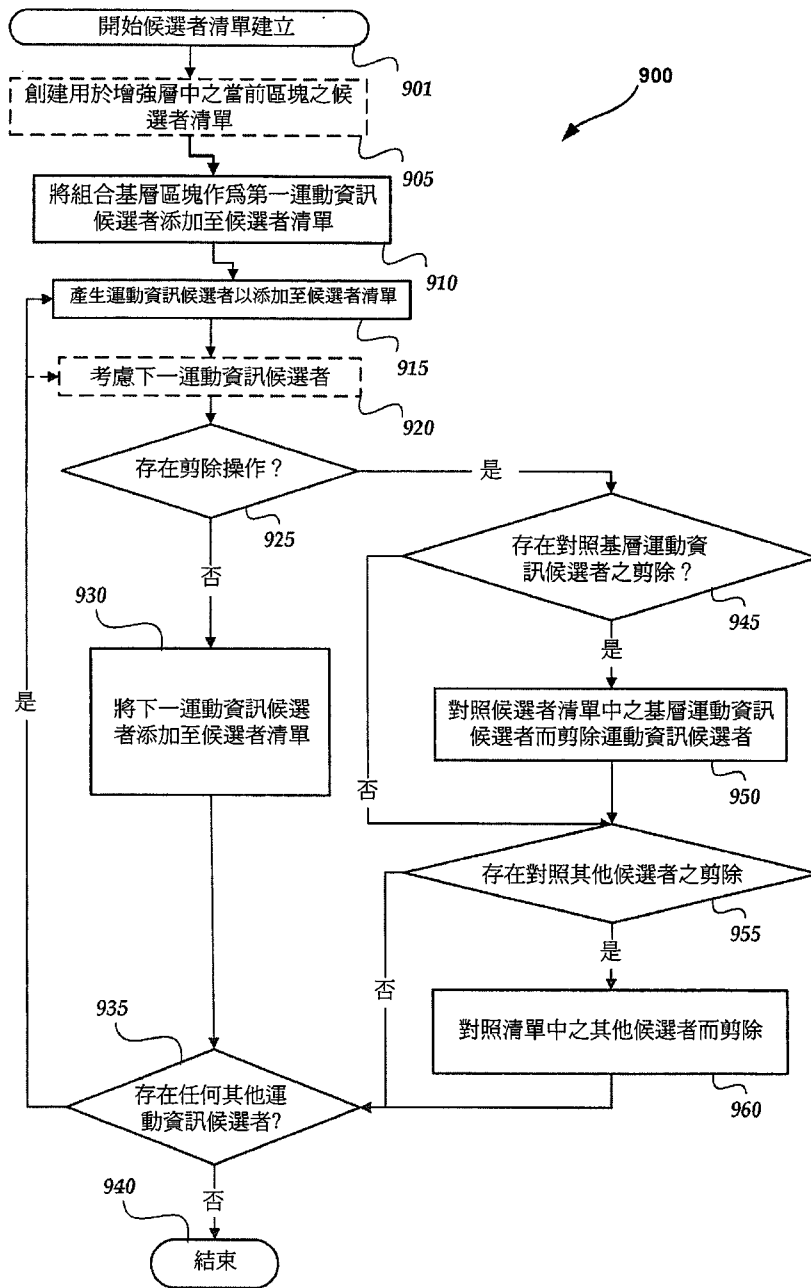 開始候選者清單建立
901
900
創建用於增強層中之當前區塊之候
選者清單
905
將組合基層區塊作爲第一運動資訊
候選者添加至候選者清單
910
產生運動資訊候選者以添加至候選者清單
915
考慮下一運動資訊候選者
920
存在剪除操作？
925
是
否
存在對照基層運動資
訊候選者之剪除？
945
是
否
930
將下一運動資訊候選
者添加至候選者清單
是
對照候選者清單中之基層運動資訊
候選者而剪除運動資訊候選者
950
存在對照其他候選者之剪除
955
是
否
對照清單中之其他候選者而剪除
960
935
存在任何其他運
動資訊候選者?
否
940
結束